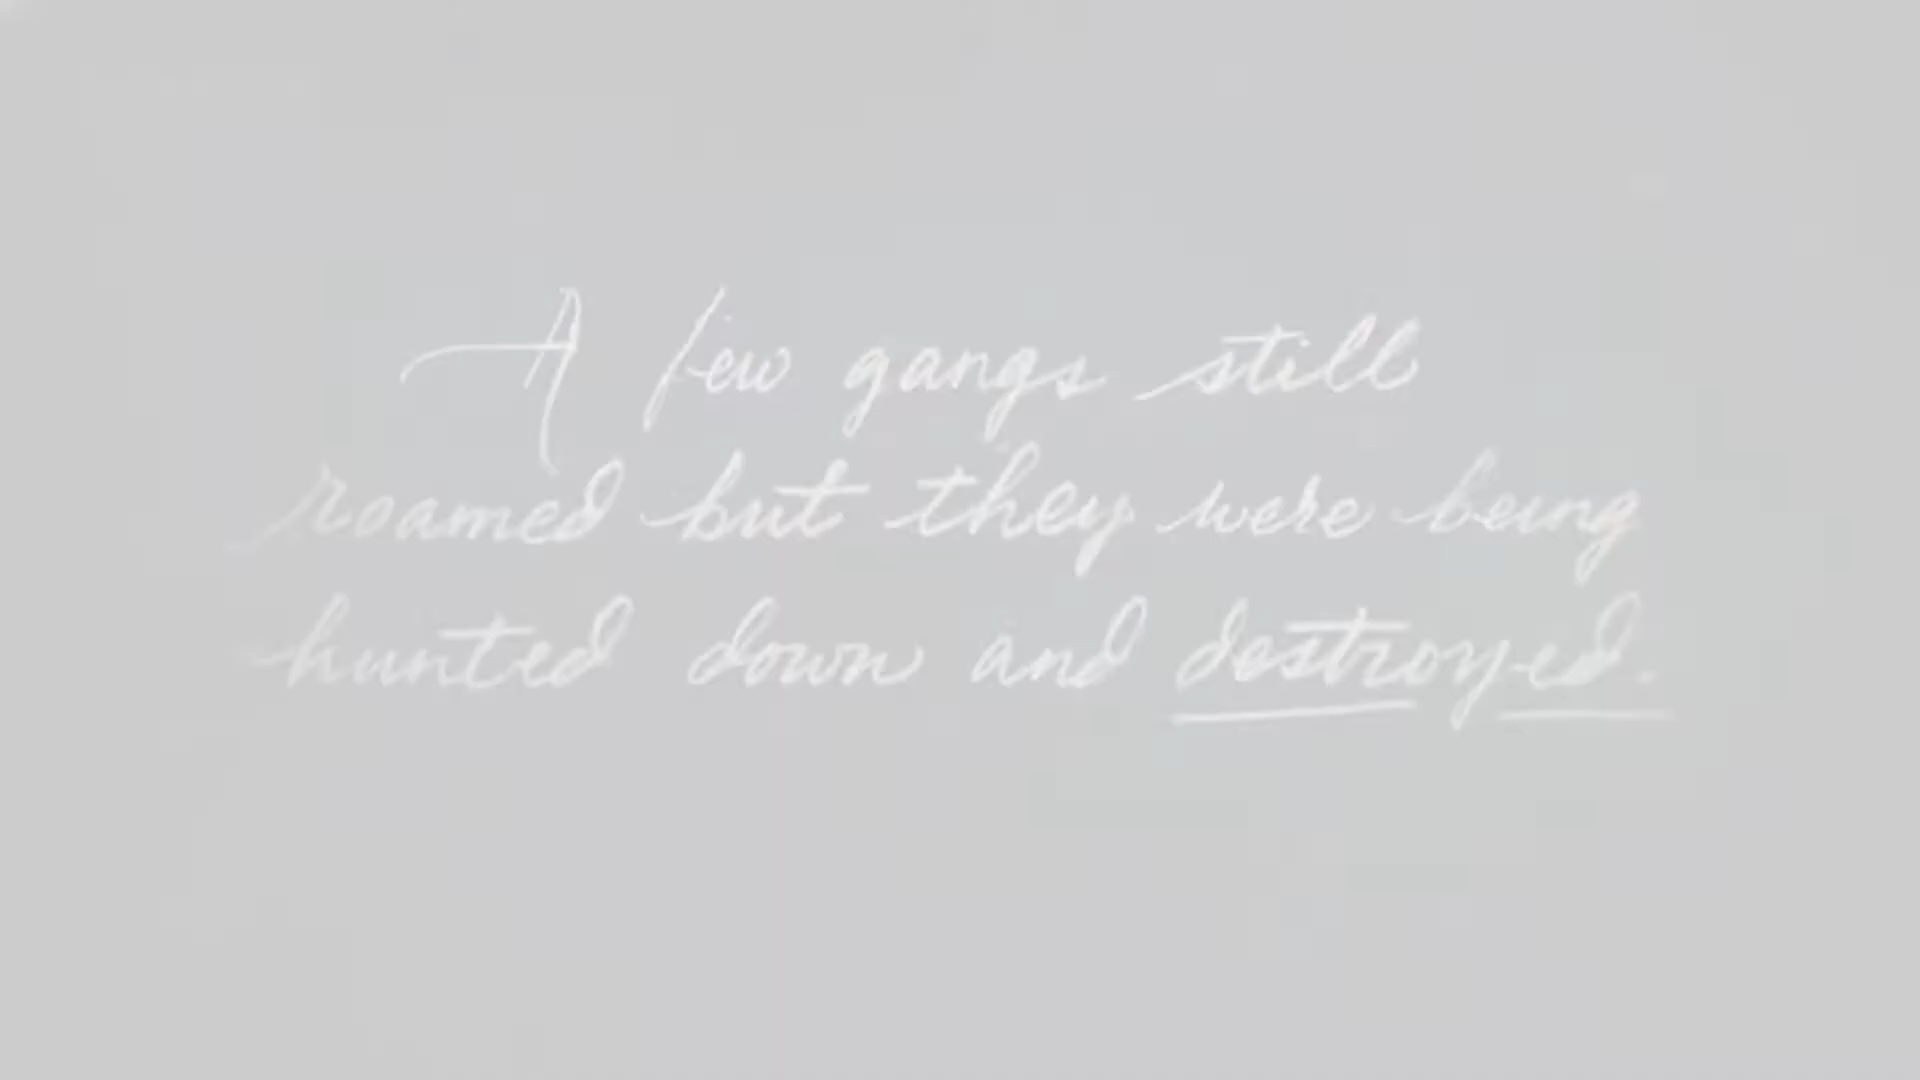 A few gangs still
roamed but they were being
hunted down and destroyed.